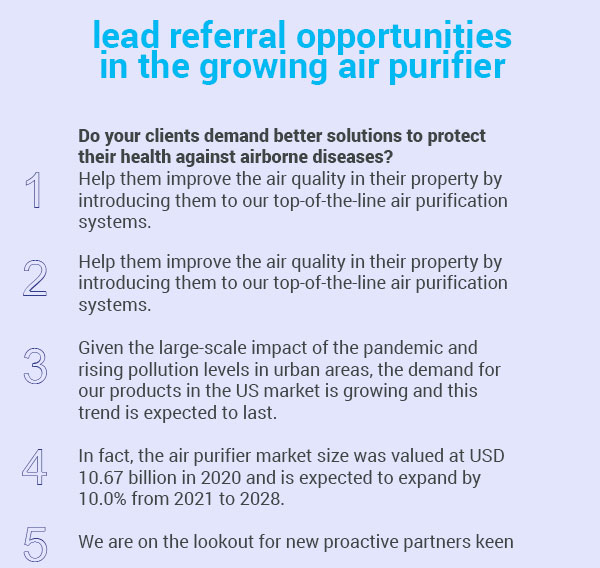 lead referral opportunities
in the growing air purifier
Do your clients demand better solutions to protect
their health against airborne diseases?
1 Help them improve the air quality in their property by
introducing them to our top-of-the-line air purification
systems.
2 Help them improve the air quality in their property by
introducing them to our top-of-the-line air purification
systems.
3 Given the large-scale impact of the pandemic and
rising pollution levels in urban areas, the demand for
our products in the US market is growing and this
trend is expected to last.
4 In fact, the air purifier market size was valued at USD
10.67 billion in 2020 and is expected to expand by
10.0% from 2021 to 2028.
5 We are on the lookout for new proactive partners keen